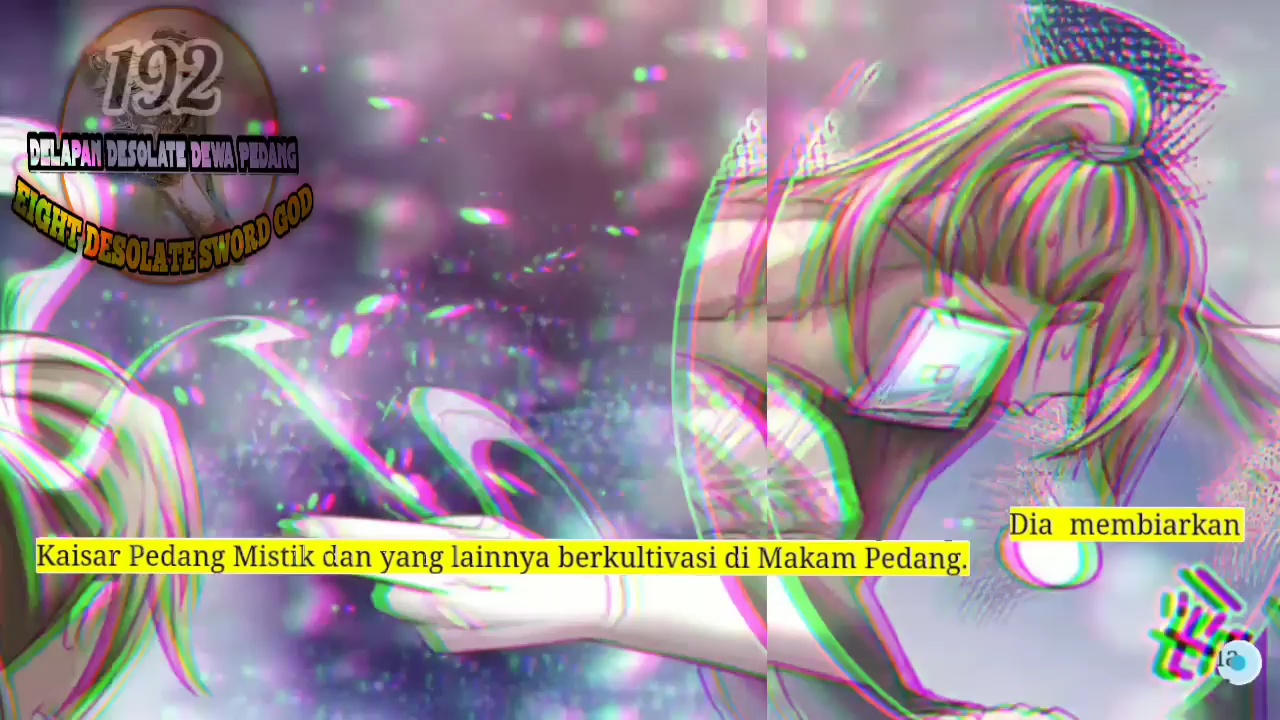 192
DELAPAN DESOLATE DEWA PEDANG
EIGHT DESOLATE SWORD GOD
Dia membiarkan
Kaisar Pedang Mistik dan yang lainnya berkultivasi di Makam Pedang.